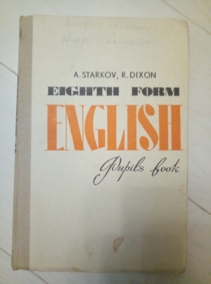 A. STARKOV, R. DIXON
EIGHTH FORM
ENGLISH
Pupil's book